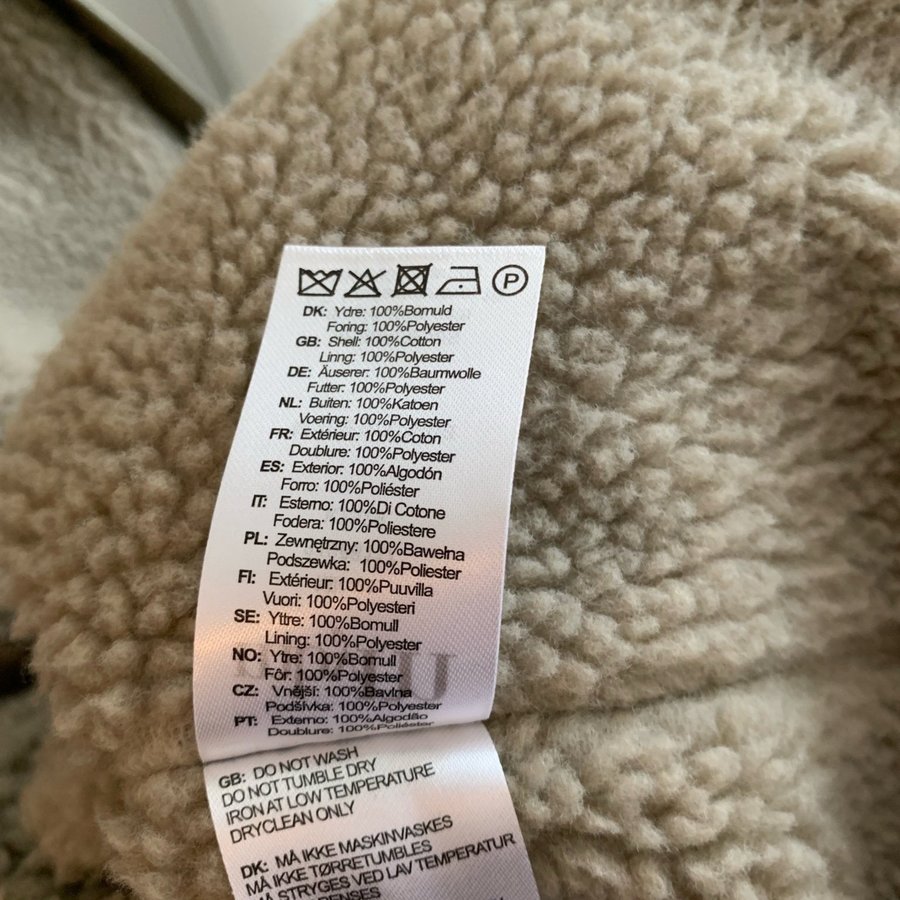 P
DK: Ydre: 100%Bomuld
Foring: 100%Polyester
GB: Shell: 100%Cotton
Linng: 100%Polyester
DE: Äuserer: 100%Baumwolle
Futter: 100%Polyester
NL: Buiten: 100%Katoen
Voering: 100%Polyester
FR: Extérieur: 100%Coton
Doublure: 100%Polyester
ES: Exterior: 100%Algodón
Forro: 100%Poliéster
IT: Esterno: 100%Di Cotone
Fodera: 100%Poliestere
PL: Zewnętrzny: 100%Bawełna
Podszewka: 100%Poliester
FI: Extérieur: 100%Puuvilla
Vuori: 100%Polyesteri
SE: Yttre: 100%Bomull
Lining: 100%Polyester
NO: Ytre: 100%Bomull
Fôr: 100%Polyester
CZ: Vnější: 100%Bavlna
Podšívka: 100%Polyester
PT: Externo: 100%Algodão
Doublure: 100%Poliéster
GB: DO NOT WASH
DO NOT TUMBLE DRY
IRON AT LOW TEMPERATURE
DRYCLEAN ONLY
DK: MÅ IKKE MASKINVASKES
MÅ IKKE TØRRETUMBLES
MÅ STRYGES VED LAV TEMPERATUR